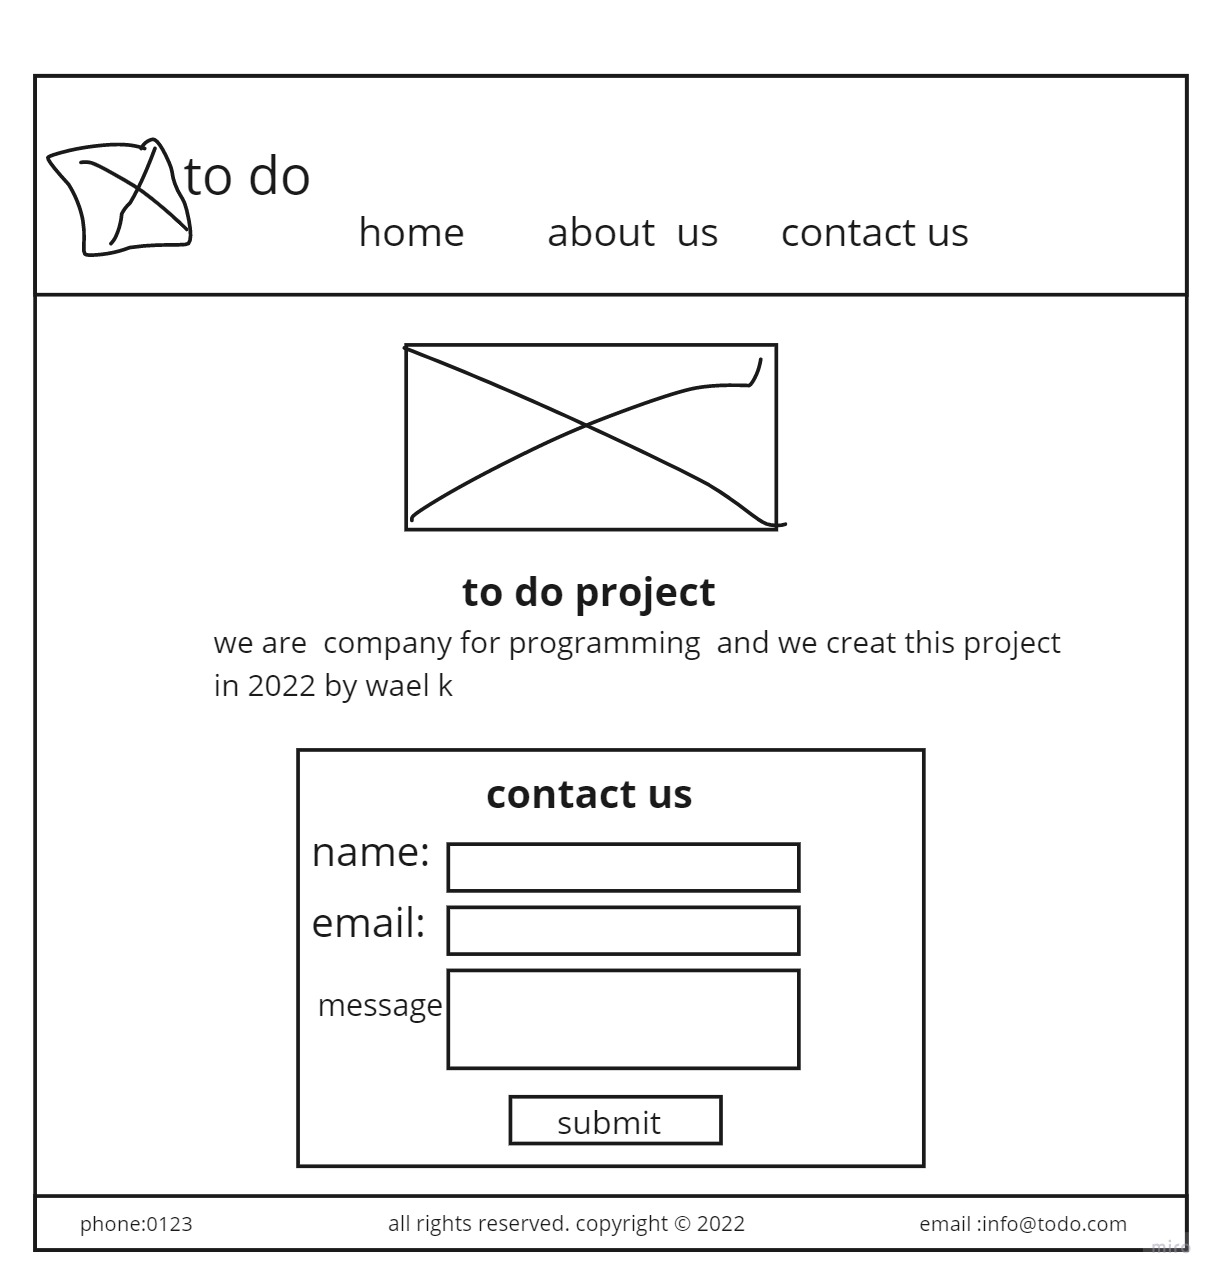 to do
home about us contact us
to do project
we are company for programming and we creat this project
in 2022 by wael k
contact us
name:
email:
message
submit
phone:0123 all rights reserved. copyright © 2022 email :info@todo.com
miro